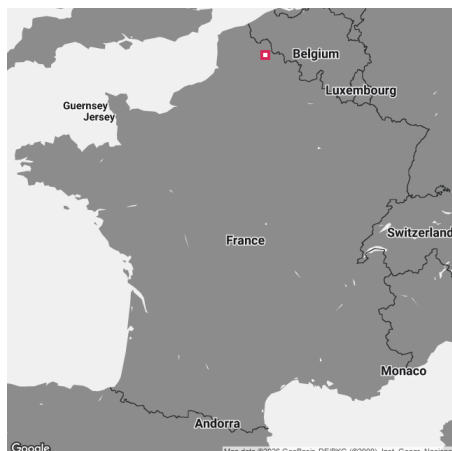 Belgium
Luxembourg
Guernsey
Jersey
Switzerland
France
Monaco
Andorra
Google